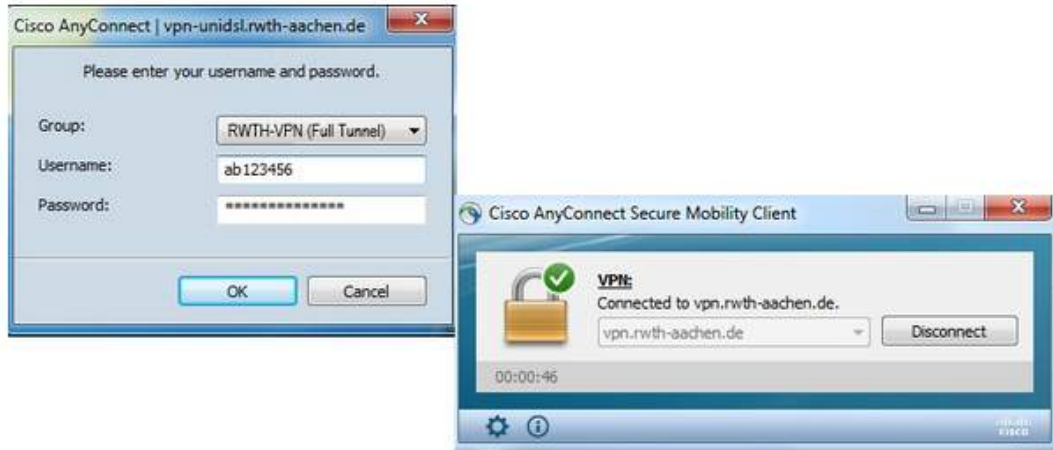 Cisco AnyConnect | vpn-unidsl.rwth-aachen.de
Please enter your username and password.
Group:
RWTH-VPN (Full Tunnel)
Username:
ab123456
Password:
**************
OK
Cancel
Cisco AnyConnect Secure Mobility Client
VPN:
Connected to vpn.rwth-aachen.de.
vpn.rwth-aachen.de
Disconnect
00:00:46
CISCO